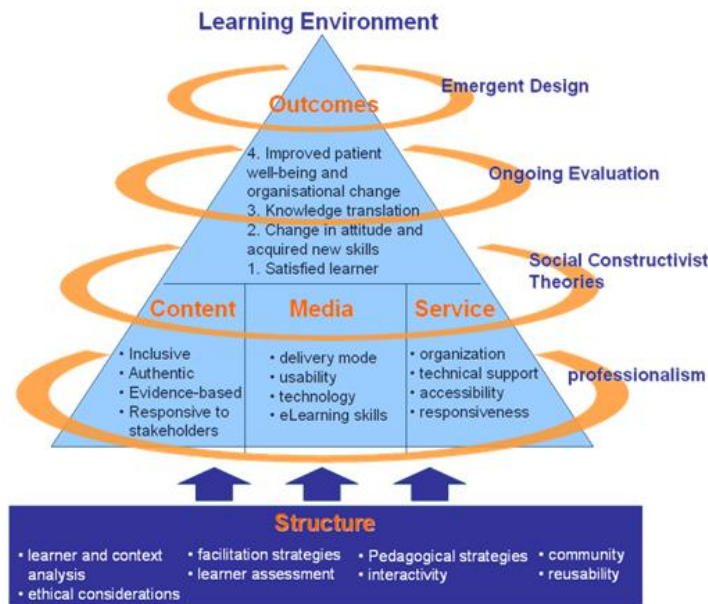 Learning Environment
Outcomes
Emergent Design
4. Improved patient
well-being and
organisational change
3. Knowledge translation
2. Change in attitude and
acquired new skills
1. Satisfied learner
Ongoing Evaluation
Social Constructivist
Theories
Content
• Inclusive
• Authentic
• Evidence-based
• Responsive to
stakeholders
Media
• delivery mode
• usability
• technology
• eLearning skills
Service
• organization
• technical support
• accessibility
• responsiveness
professionalism
Structure
• learner and context
analysis
• ethical considerations
• facilitation strategies
• learner assessment
• Pedagogical strategies
• interactivity
• community
• reusability